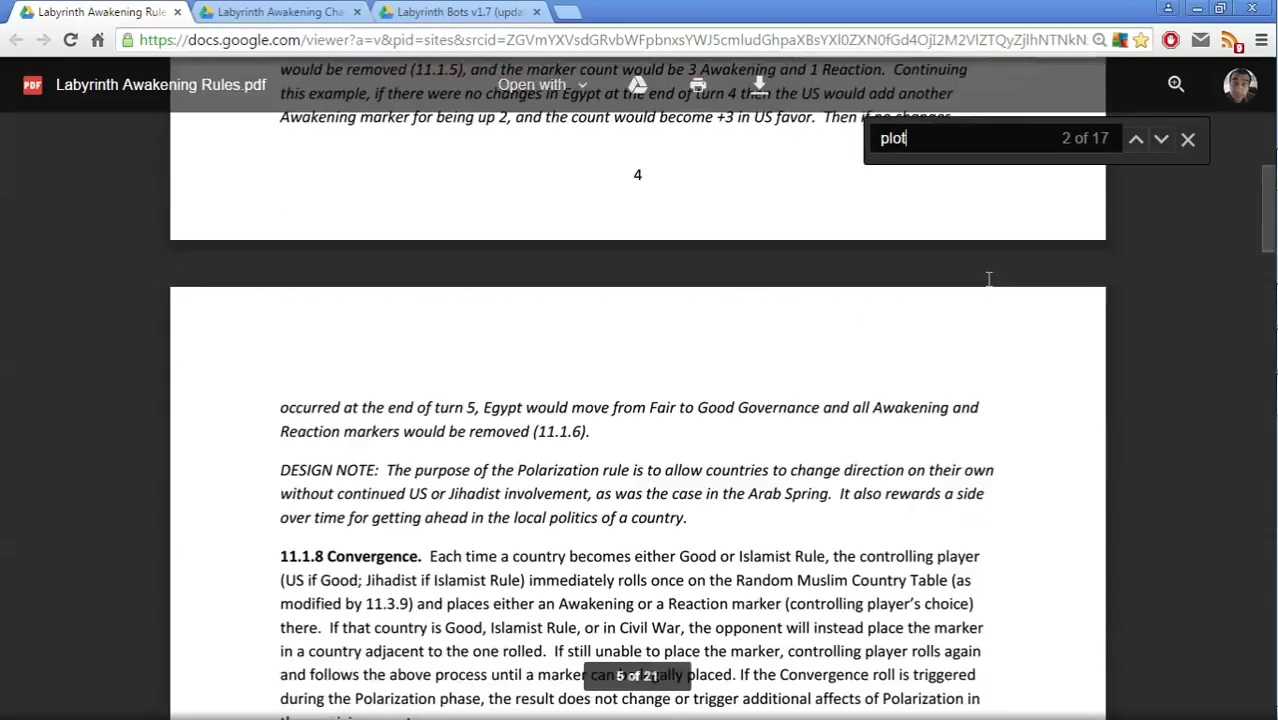 Labyrinth Awakening Rule
Labyrinth Awakening Cha
Labyrinth Bots v1.7 (upda
would be removed (11.1.5), and the marker count would be 3 Awakening and 1 Reaction. Continuing
PDF Labyrinth Awakening Rules.pdf
Open with
this example, if there were no changes in Egypt at the end of turn 4 then the US would add another
Awakening marker for being up 2, and the count would become +3 in US favor. Then if no changes
plot
2 of 17
4
occurred at the end of turn 5, Egypt would move from Fair to Good Governance and all Awakening and
Reaction markers would be removed (11.1.6).
DESIGN NOTE: The purpose of the Polarization rule is to allow countries to change direction on their own
without continued US or Jihadist involvement, as was the case in the Arab Spring. It also rewards a side
over time for getting ahead in the local politics of a country.
11.1.8 Convergence. Each time a country becomes either Good or Islamist Rule, the controlling player
(US if Good; Jihadist if Islamist Rule) immediately rolls once on the Random Muslim Country Table (as
modified by 11.3.9) and places either an Awakening or a Reaction marker (controlling player's choice)
there. If that country is Good, Islamist Rule, or in Civil War, the opponent will instead place the marker
in a country adjacent to the one rolled. If still unable to place the marker, controlling player rolls again
and follows the above process until a marker can be legally placed. If the Convergence roll is triggered
5 of 21
during the Polarization phase, the result does not change or trigger additional affects of Polarization in